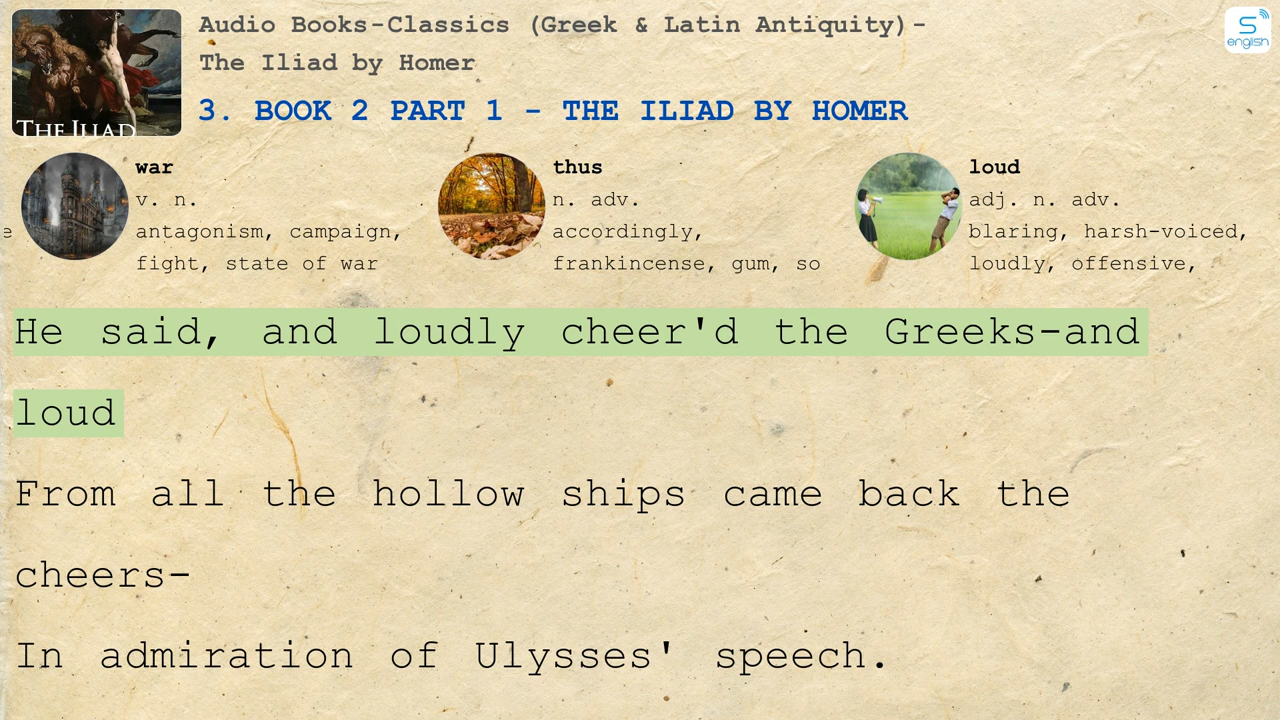 Audio Books-Classics (Greek & Latin Antiquity)-
The Iliad by Homer
3. BOOK 2 PART 1 - THE ILIAD BY HOMER
THE ILIAD
S
english
war
v. n.
antagonism, campaign,
fight, state of war
thus
n. adv.
accordingly,
frankincense, gum, so
loud
adj. n. adv.
blaring, harsh-voiced,
loudly, offensive,
e
He said, and loudly cheer'd the Greeks-and
loud
From all the hollow ships came back the
cheers-
In admiration of Ulysses' speech.